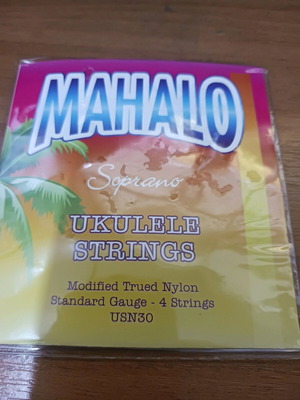 MAHALO
Soprano
UKULELE
STRINGS
Modified Trued Nylon
Standard Gauge - 4 Strings
USN30